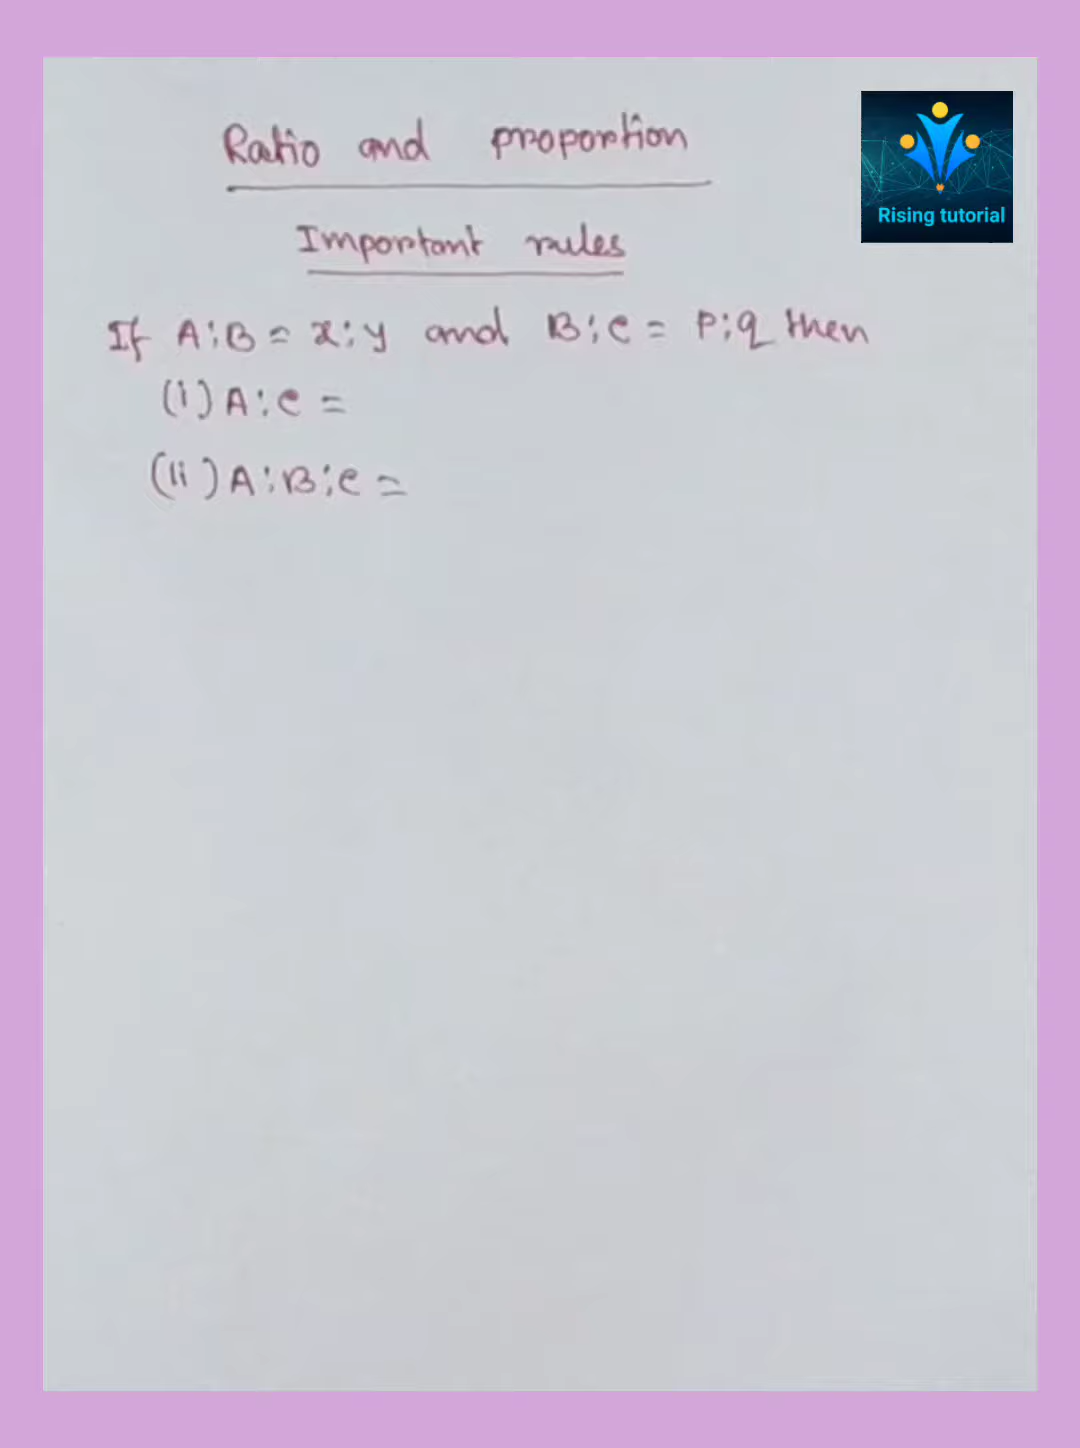 Ratio and proportion
Rising tutorial
Important rules
If A:B = x:y and B:C = P:q then
(i) A:C =
(ii) A:B:C =